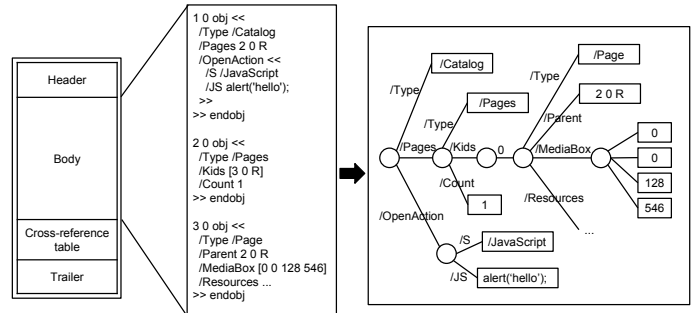 Header
Body
Cross-reference
table
Trailer
1 0 obj <<
/Type /Catalog
/Pages 2 0 R
/OpenAction <<
/S /JavaScript
/JS alert('hello');
>>
>> endobj
2 0 obj <<
/Type /Pages
/Kids [3 0 R]
/Count 1
>> endobj
3 0 obj <<
/Type /Page
/Parent 2 0 R
/MediaBox [0 0 128 546]
/Resources ...
>> endobj
/Page
/Catalog
/Type
/Type
/Pages
2 0 R
/Type
/Parent
0
/Pages
/Kids
0
/MediaBox
0
/Count
128
/Resources
1
546
/OpenAction
...
/S
/JavaScript
/JS
alert('hello');